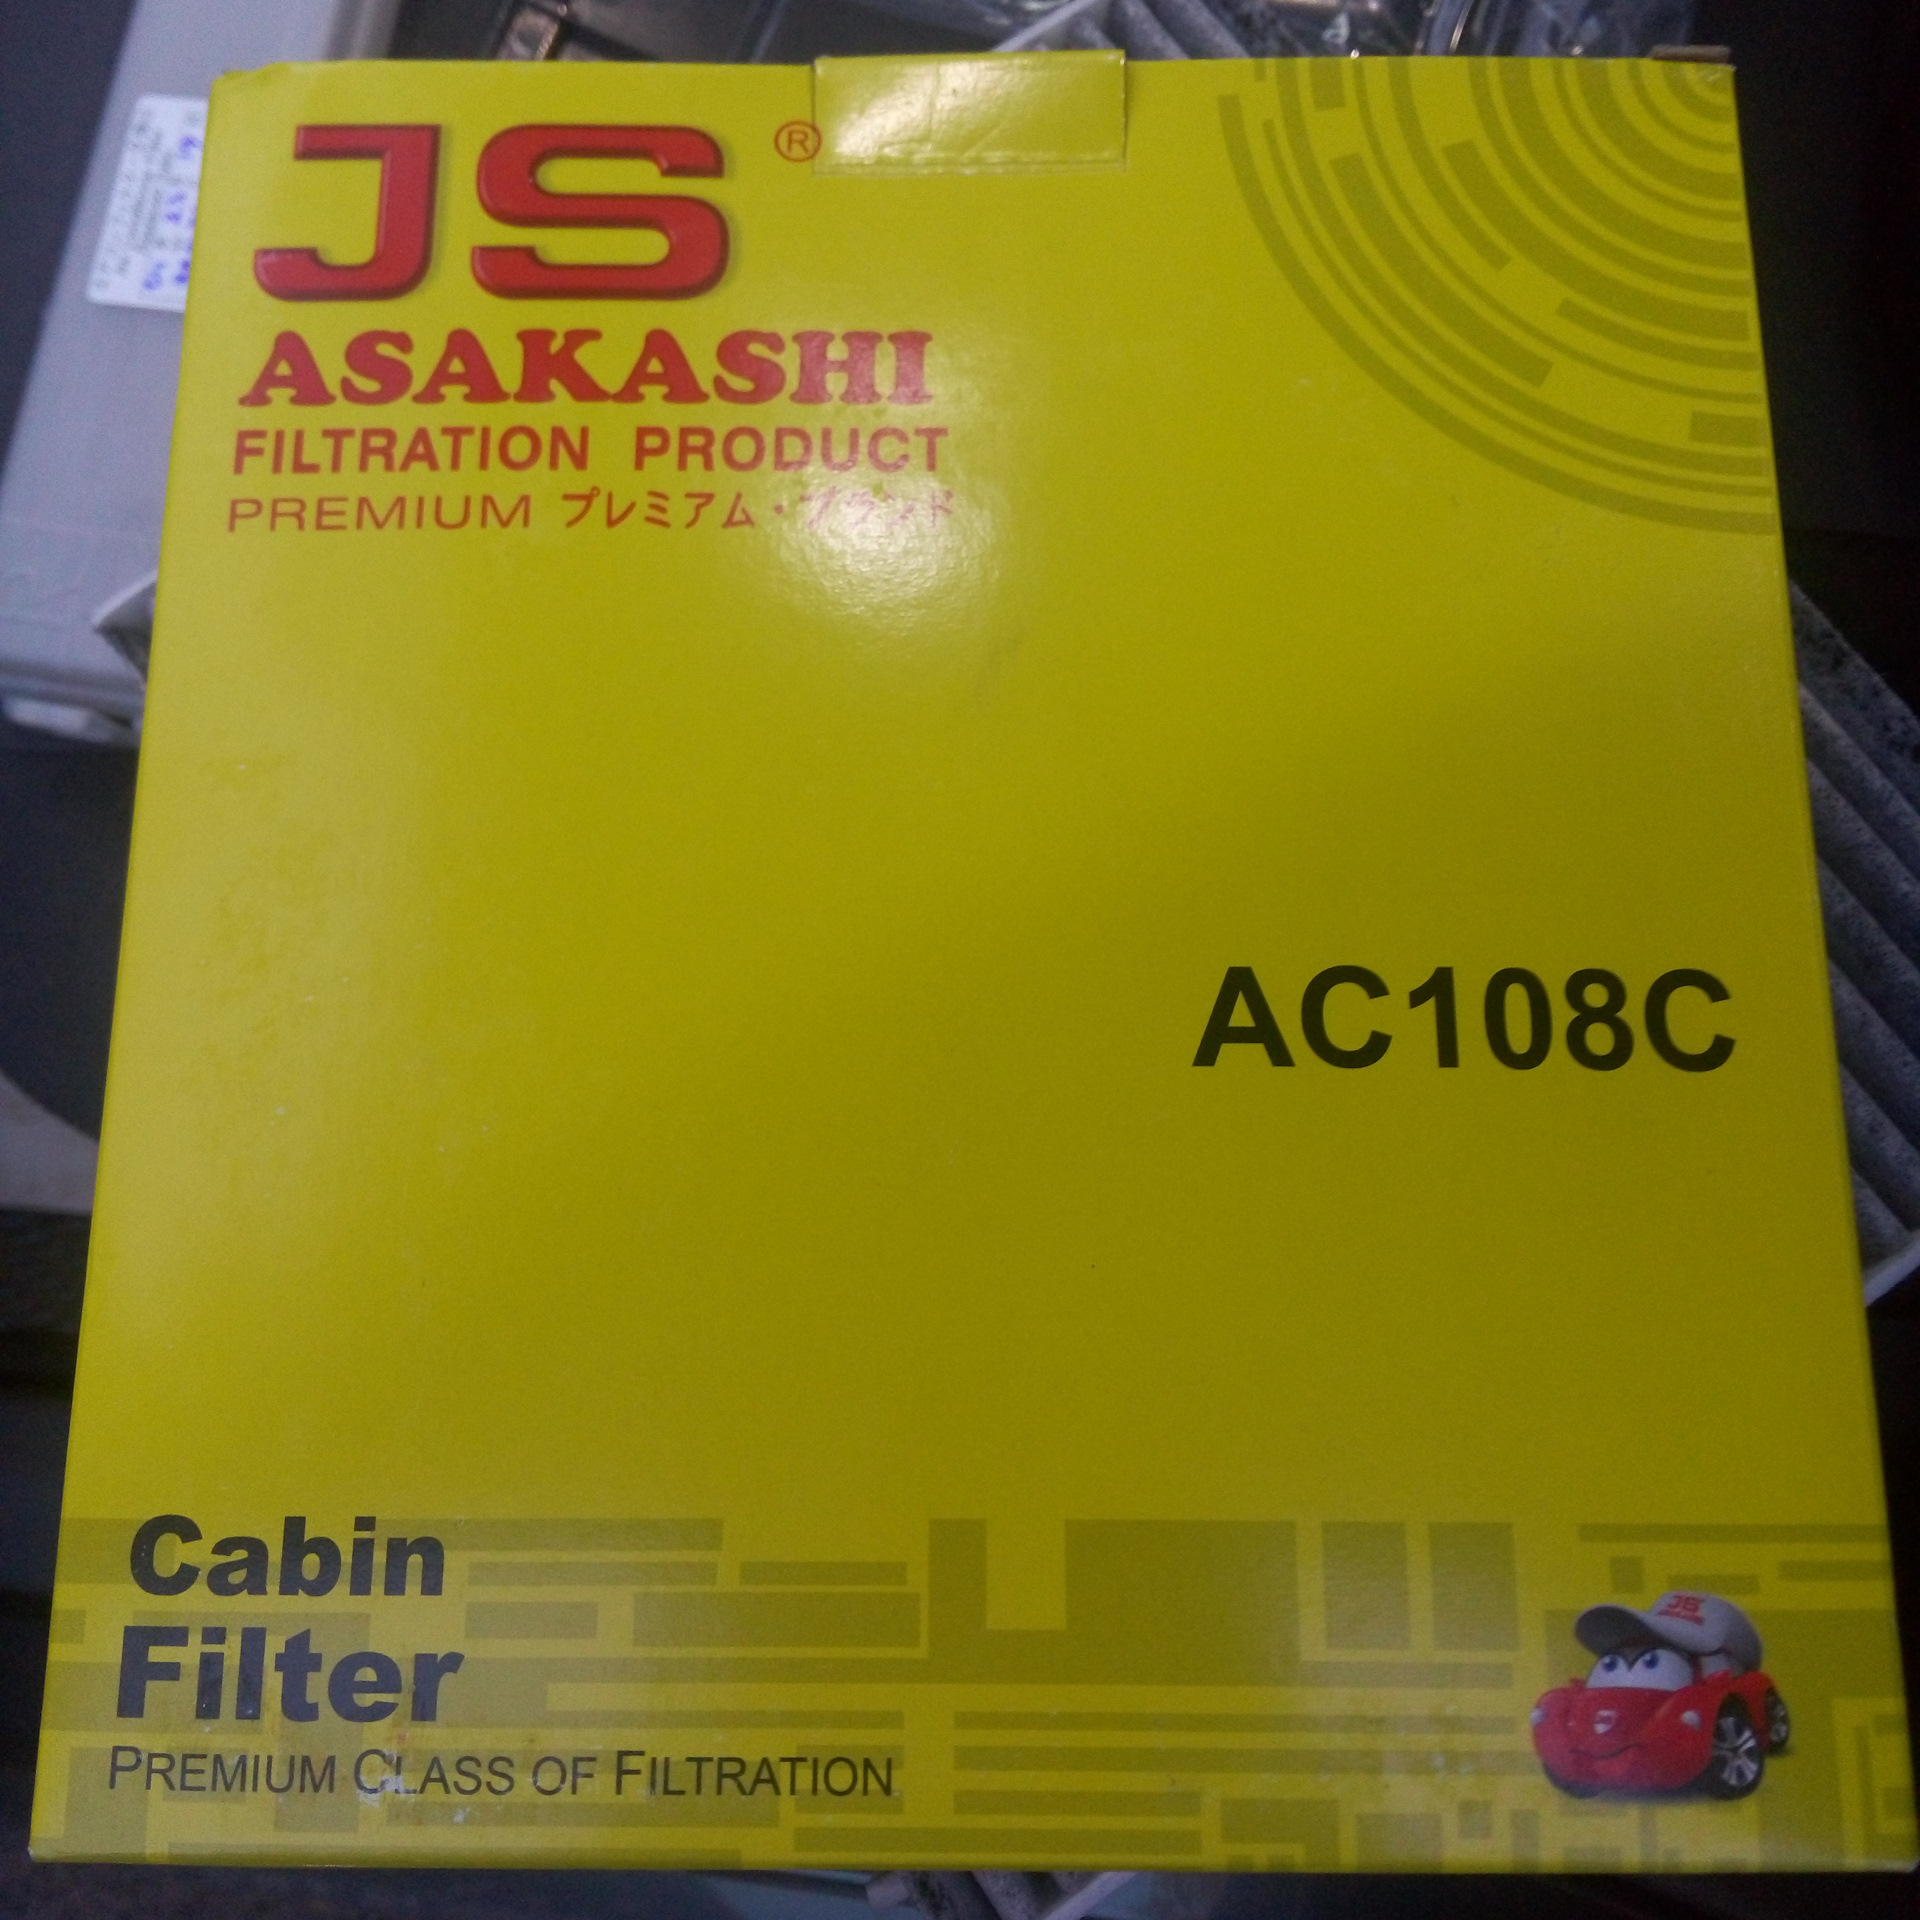 JS ®
ASAKASHI
FILTRATION PRODUCT
PREMIUM プレミアム・ブランド
AC108C
Cabin
Filter
PREMIUM CLASS OF FILTRATION
JS